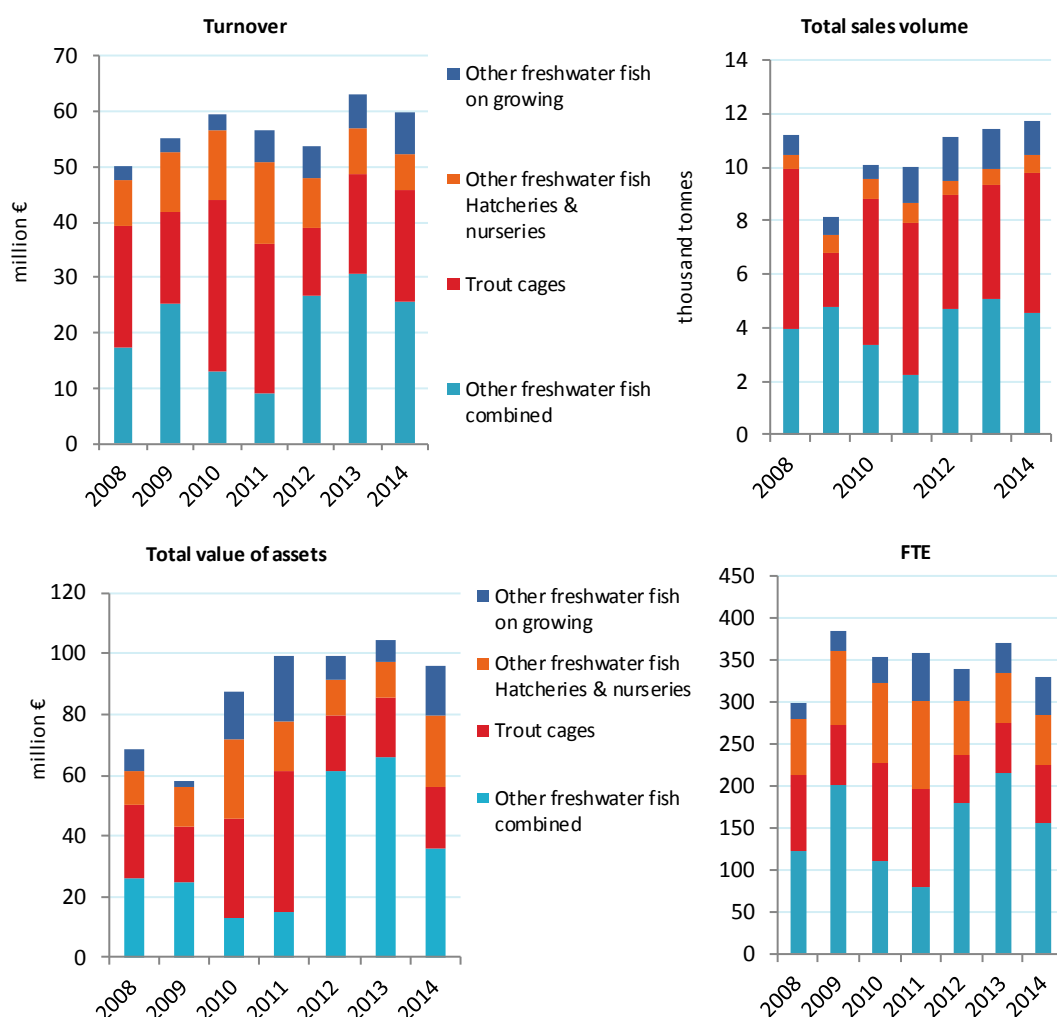 Turnover
70
60
50
40
30
20
10
0
million €
2008
2009
2010
2011
2012
2013
2014
Other freshwater fish
on growing
Other freshwater fish
Hatcheries &
nurseries
Trout cages
Other freshwater fish
combined
Total sales volume
14
12
10
8
6
4
2
0
thousand tonnes
2008
2010
2012
2014
Total value of assets
120
100
80
60
40
20
0
million €
2008
2009
2010
2011
2012
2013
2014
Other freshwater fish
on growing
Other freshwater fish
Hatcheries & nurseries
Trout cages
Other freshwater fish
combined
FTE
450
400
350
300
250
200
150
100
50
0
2008
2009
2010
2011
2012
2013
2014